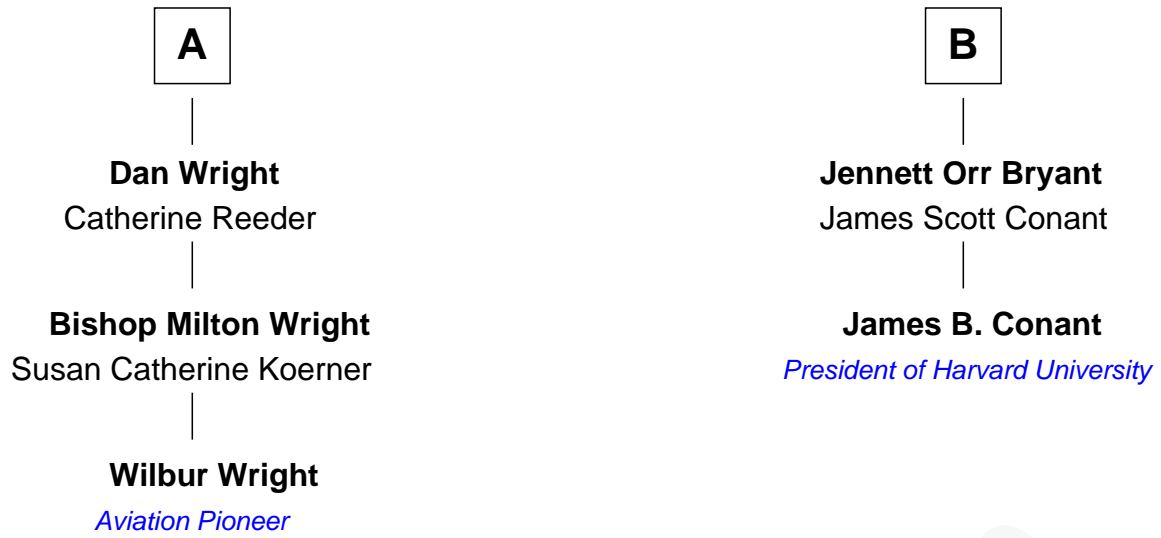 A
Dan Wright
Catherine Reeder
Bishop Milton Wright
Susan Catherine Koerner
Wilbur Wright
Aviation Pioneer
B
Jennett Orr Bryant
James Scott Conant
James B. Conant
President of Harvard University